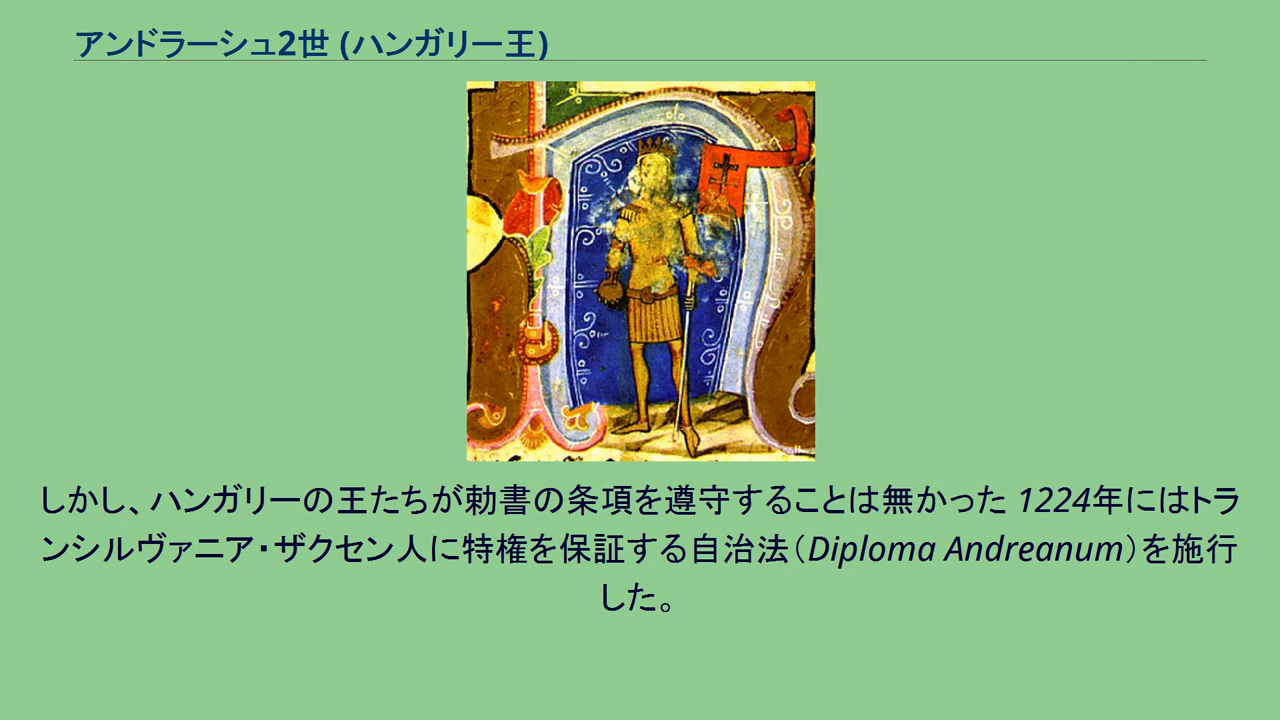 アンドラーシュ2世 (ハンガリー王)
しかし、ハンガリーの王たちが勅書の条項を遵守することは無かった 1224年にはトラ
ンシルヴァニア・ザクセン人に特権を保証する自治法（Diploma Andreanum）を施行
した。